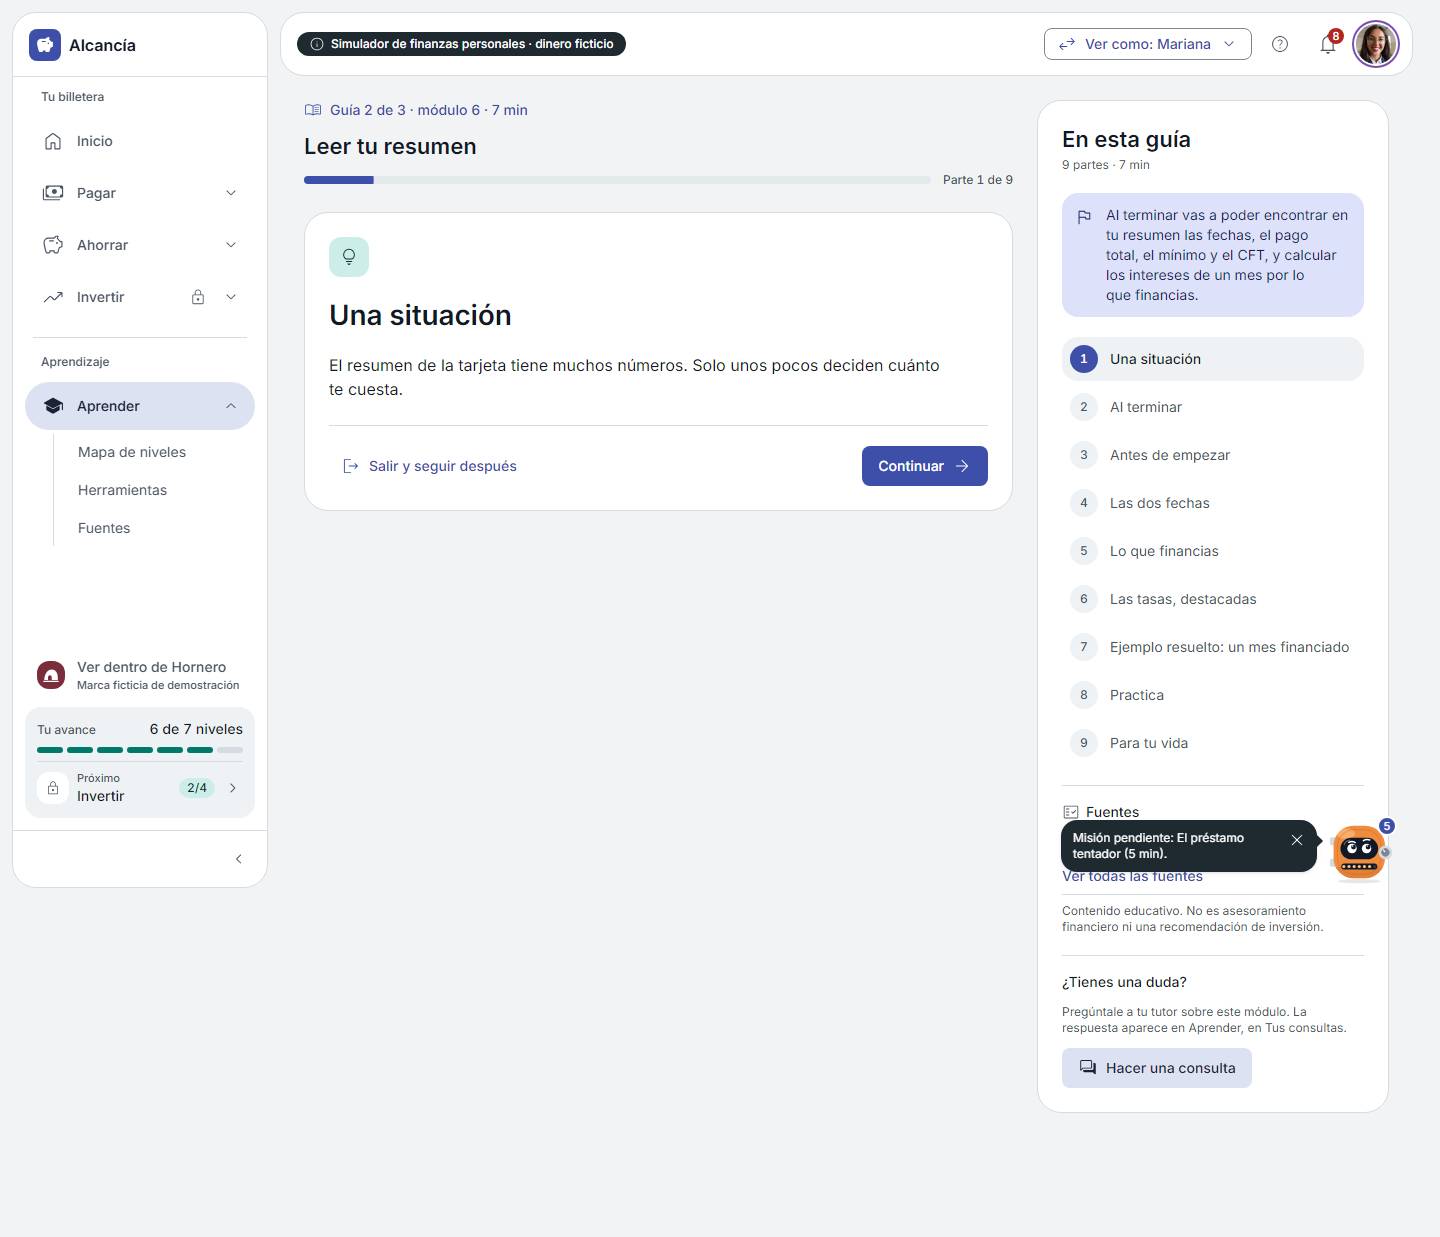 Alcancía
Simulador de finanzas personales · dinero ficticio
Ver como: Mariana
8
Tu billetera
Inicio
Pagar
Ahorrar
Invertir
Aprendizaje
Aprender
Mapa de niveles
Herramientas
Fuentes
Ver dentro de Hornero
Marca ficticia de demostración
Tu avance
6 de 7 niveles
Próximo
Invertir
2/4
Guía 2 de 3 · módulo 6 · 7 min
Leer tu resumen
Parte 1 de 9
Una situación
El resumen de la tarjeta tiene muchos números. Solo unos pocos deciden cuánto
te cuesta.
Salir y seguir después
Continuar
En esta guía
9 partes · 7 min
Al terminar vas a poder encontrar en
tu resumen las fechas, el pago
total, el mínimo y el CFT, y calcular
los intereses de un mes por lo
que financias.
1 Una situación
2 Al terminar
3 Antes de empezar
4 Las dos fechas
5 Lo que financias
6 Las tasas, destacadas
7 Ejemplo resuelto: un mes financiado
8 Practica
9 Para tu vida
Fuentes
Misión pendiente: El préstamo
tentador (5 min).
5
Ver todas las fuentes
Contenido educativo. No es asesoramiento
financiero ni una recomendación de inversión.
¿Tienes una duda?
Pregúntale a tu tutor sobre este módulo. La
respuesta aparece en Aprender, en Tus consultas.
Hacer una consulta